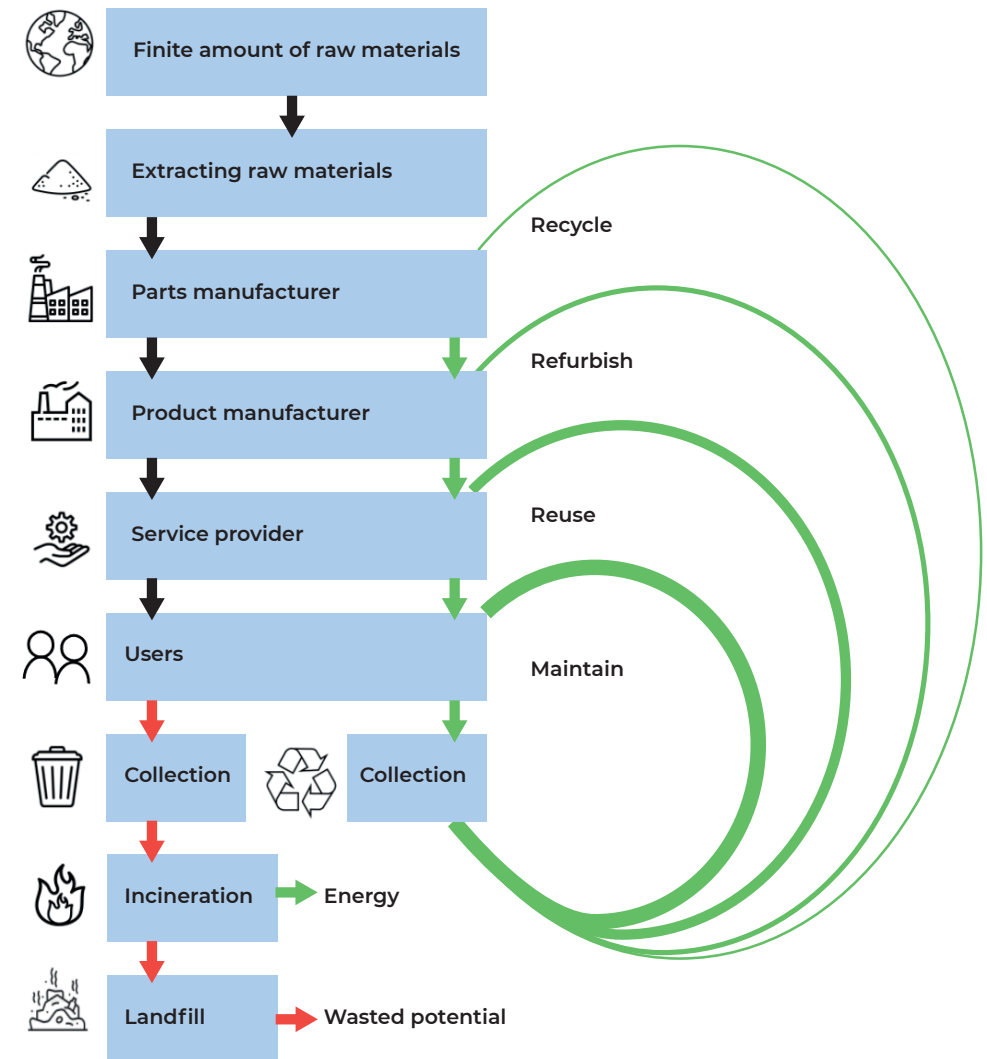 Finite amount of raw materials
Extracting raw materials
Recycle
Parts manufacturer
Refurbish
Product manufacturer
Reuse
Service provider
Users
Maintain
Collection
Collection
Incineration
Energy
Landfill
Wasted potential